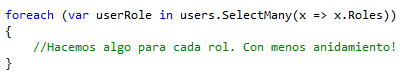 foreach (var userRole in users.SelectMany(x => x.Roles))
{
    //Hacemos algo para cada rol. Con menos anidamiento!
}